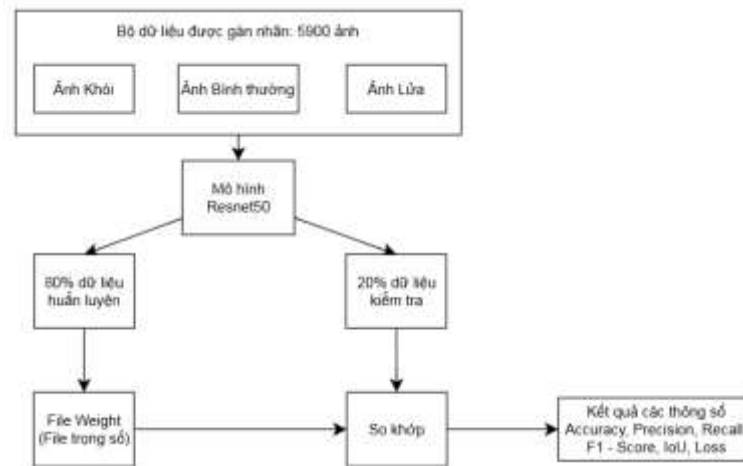 Bộ dữ liệu được gán nhãn: 5900 ảnh
Ảnh Khói
Ảnh Bình thường
Ảnh Lửa
Mô hình
Resnet50
80% dữ liệu
huấn luyện
20% dữ liệu
kiểm tra
File Weight
(File trọng số)
So khớp
Kết quả các thông số
Accuracy, Precision, Recall
F1 - Score, IoU, Loss